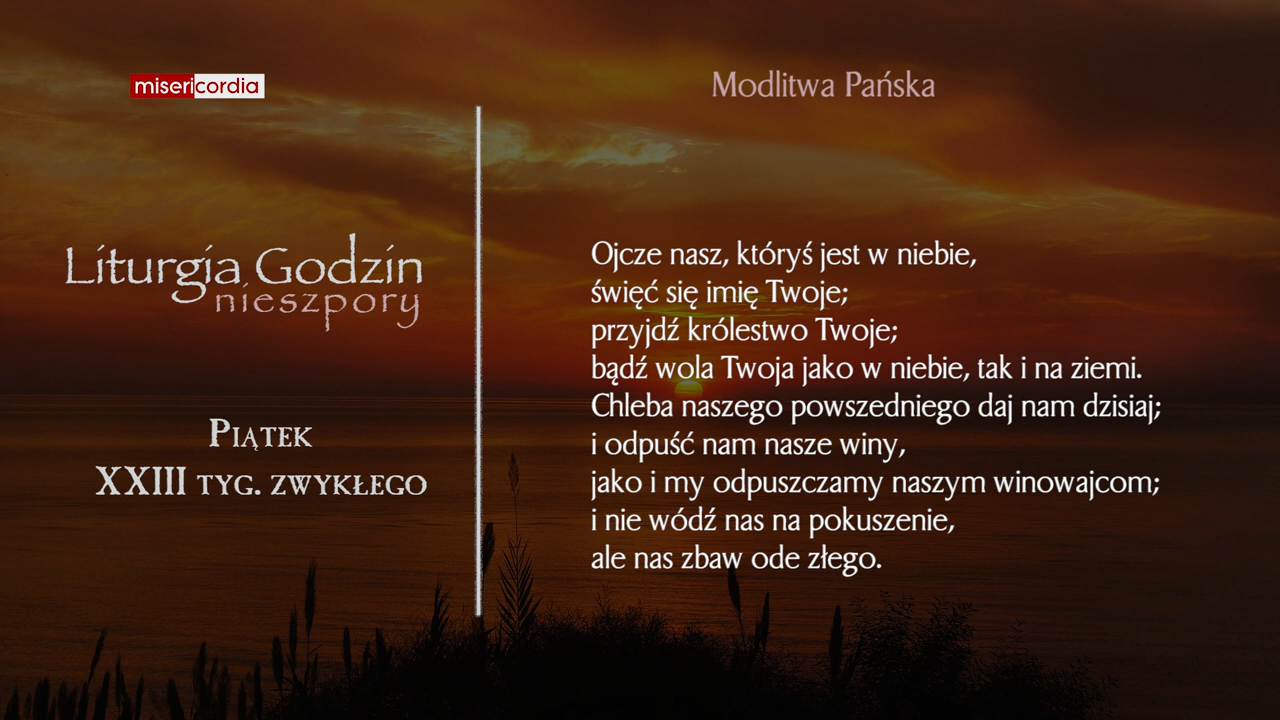 misericordia
Liturgia Godzin
nieszpory
Piątek
XXIII tyg. zwykłego
Modlitwa Pańska
Ojcze nasz, któryś jest w niebie,
święć się imię Twoje;
przyjdź królestwo Twoje;
bądź wola Twoja jako w niebie, tak i na ziemi.
Chleba naszego powszedniego daj nam dzisiaj;
i odpuść nam nasze winy,
jako i my odpuszczamy naszym winowajcom;
i nie wódź nas na pokuszenie,
ale nas zbaw ode złego.